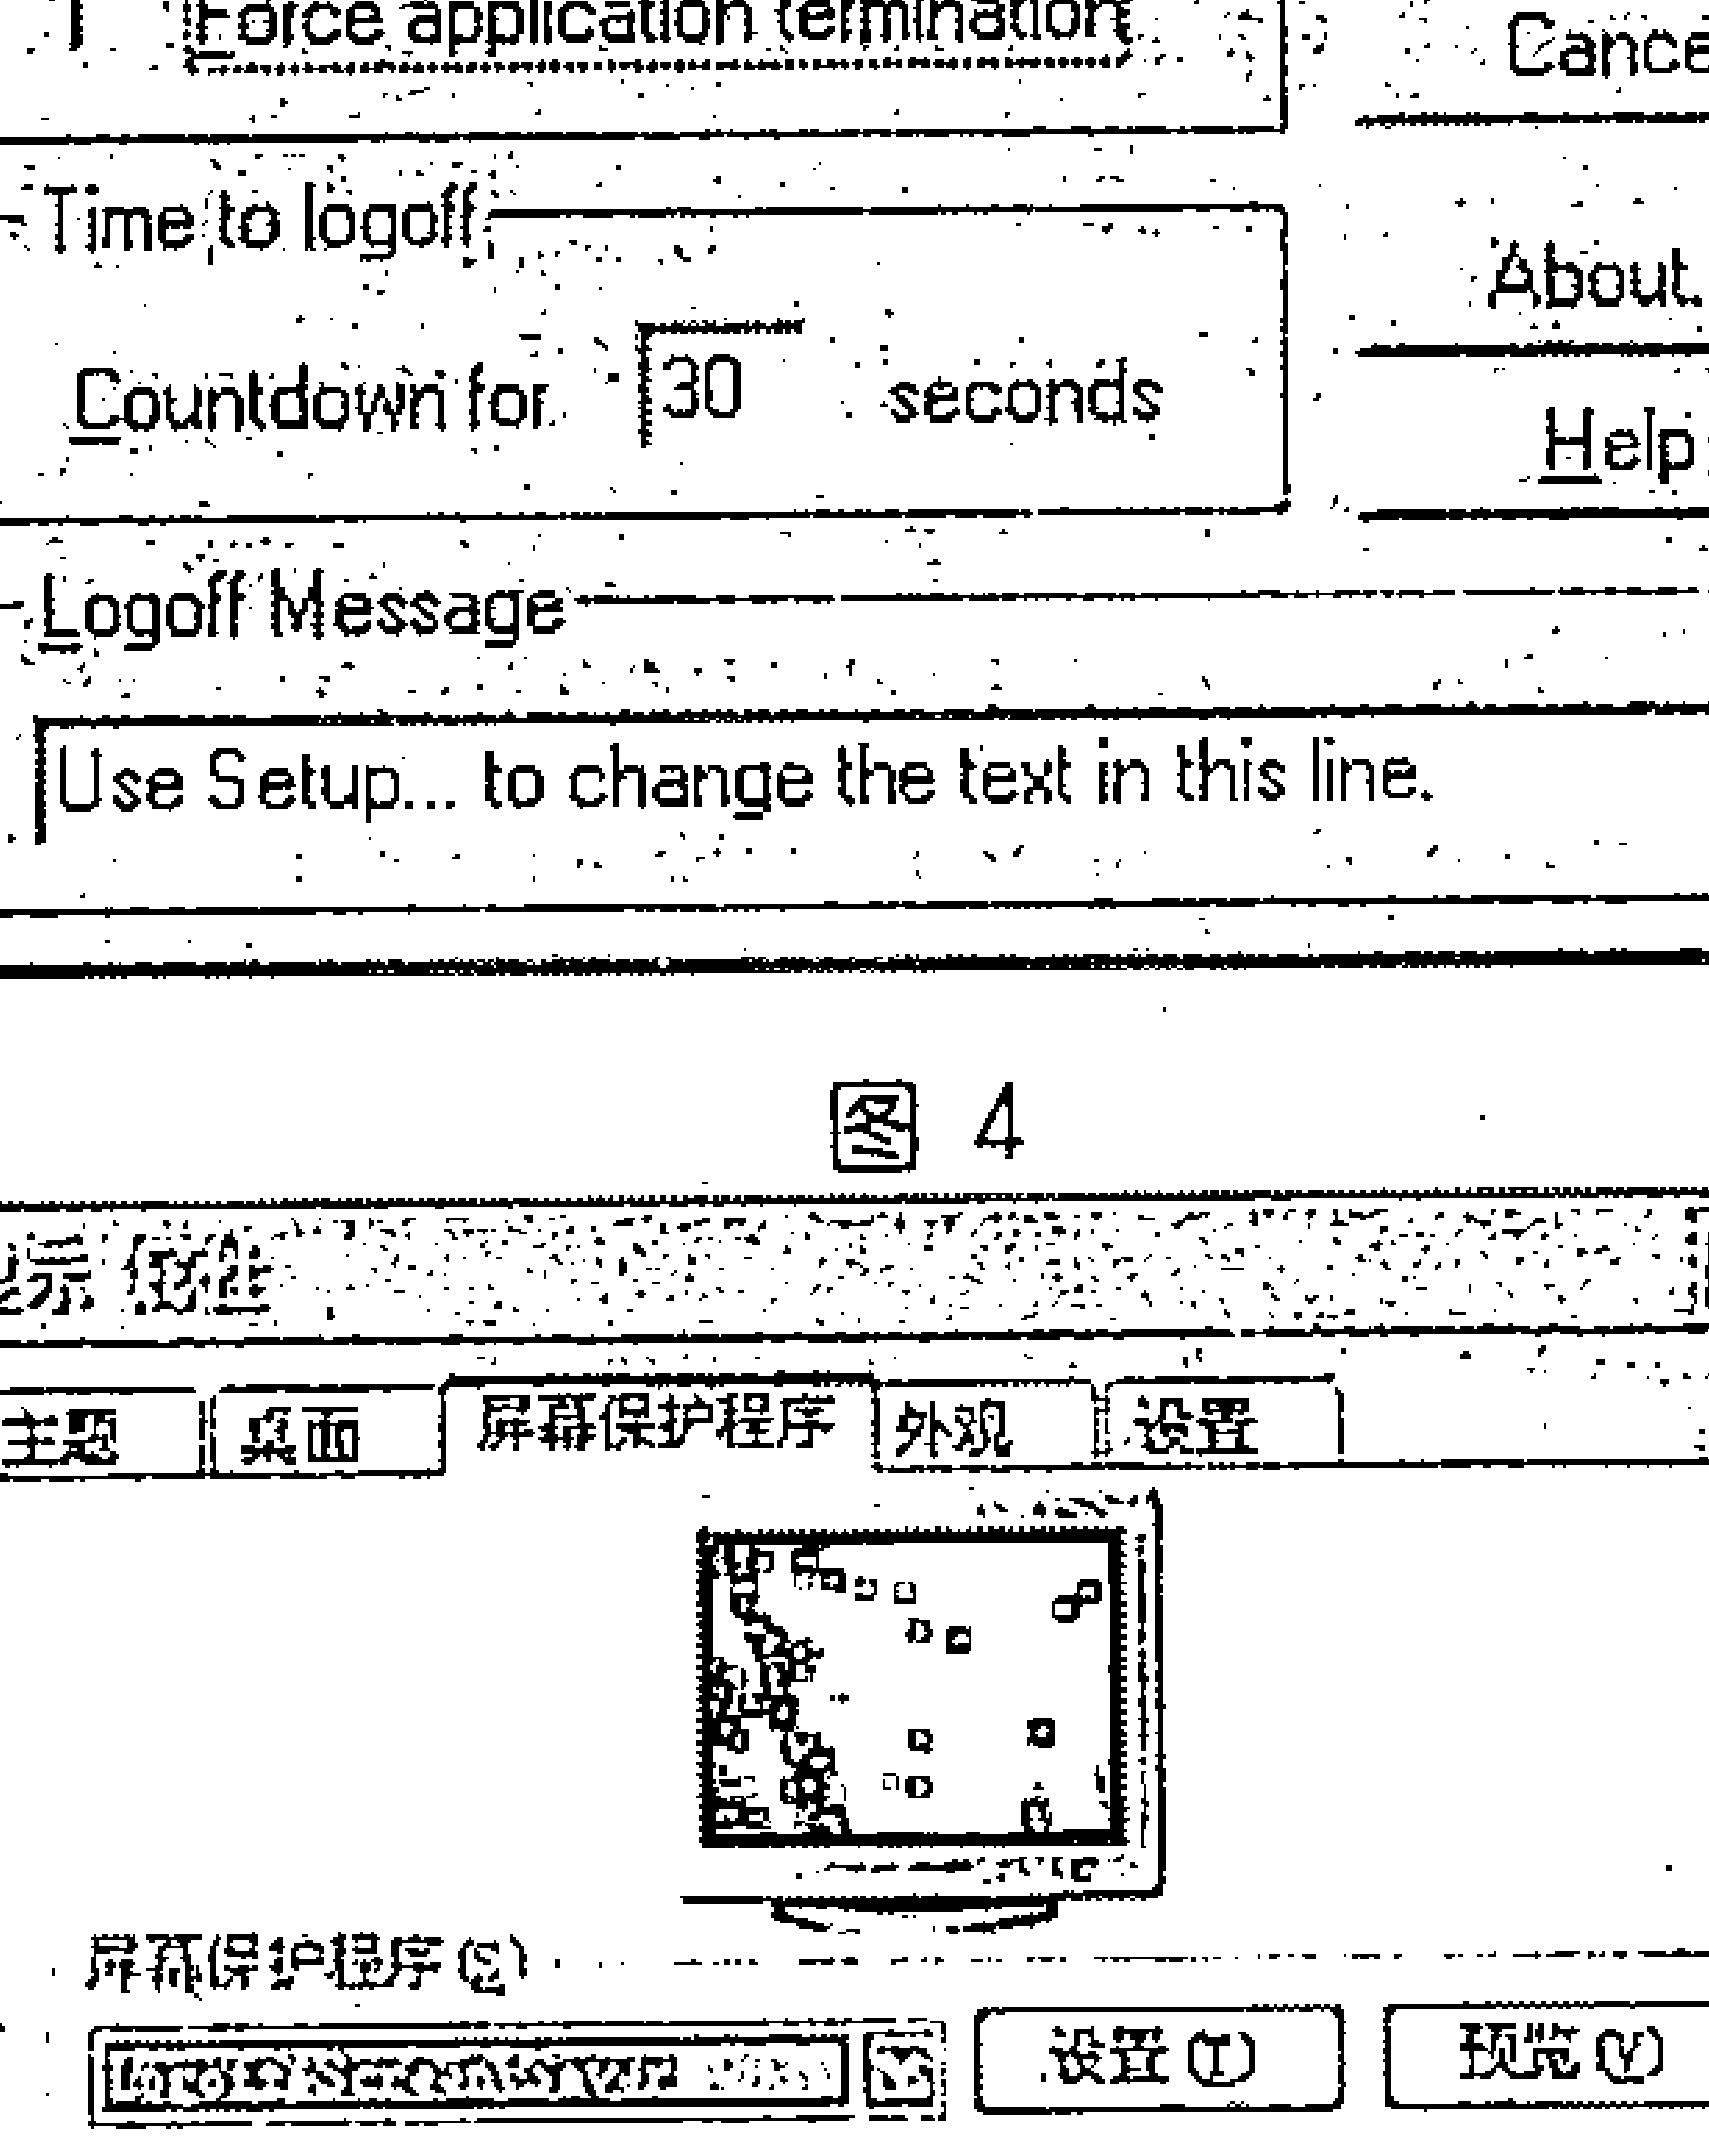 Force application termination
Cance
Time to logoff
About.
Countdown for 30 seconds
Help
Logoff Message
Use Setup... to change the text in this line.
图 4
示
主题 桌面 屏幕保护程序 外观 设置
屏幕保护程序(S)
设置(T) 预览(V)